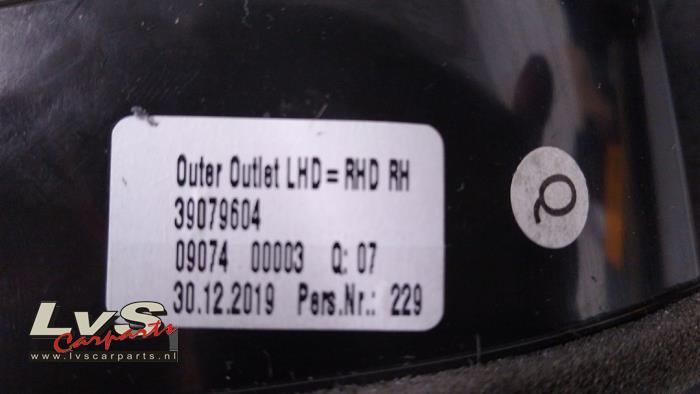 Outer Outlet LHD = RHD RH
39079604
09074 00003 Q: 07
30.12.2019 Pers.Nr.: 229
Q
LvS
Carparts
www.lvscarparts.nl